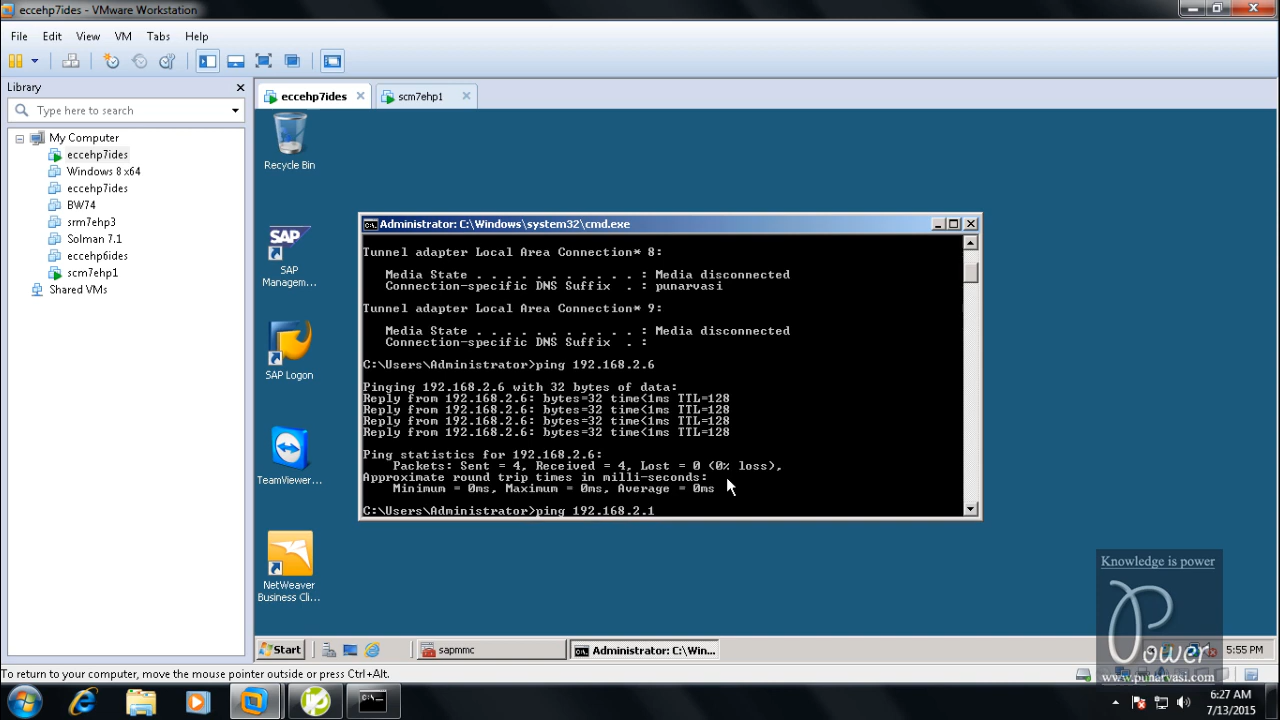 eccehp7ides - VMware Workstation
File Edit View VM Tabs Help
Library
Type here to search
My Computer
eccehp7ides
Windows 8 x64
eccehp7ides
BW74
srm7ehp3
Solman 7.1
eccehp6ides
scm7ehp1
Shared VMs
eccehp7ides
scm7ehp1
Recycle Bin
SAP
SAP
Managem...
SAP Logon
TeamViewer...
NetWeaver
Business Cli...
Administrator: C:\Windows\system32\cmd.exe
Tunnel adapter Local Area Connection* 8:
Media State . . . . . . . . . . . : Media disconnected
Connection-specific DNS Suffix . : punarvasi
Tunnel adapter Local Area Connection* 9:
Media State . . . . . . . . . . . : Media disconnected
Connection-specific DNS Suffix . :
C:\Users\Administrator>ping 192.168.2.6
Pinging 192.168.2.6 with 32 bytes of data:
Reply from 192.168.2.6: bytes=32 time<1ms TTL=128
Reply from 192.168.2.6: bytes=32 time<1ms TTL=128
Reply from 192.168.2.6: bytes=32 time<1ms TTL=128
Reply from 192.168.2.6: bytes=32 time<1ms TTL=128
Ping statistics for 192.168.2.6:
Packets: Sent = 4, Received = 4, Lost = 0 (0% loss),
Approximate round trip times in milli-seconds:
Minimum = 0ms, Maximum = 0ms, Average = 0ms
C:\Users\Administrator>ping 192.168.2.1
Knowledge is power
Power
www.punarvasi.com
Start
sapmmc
Administrator: C:\Win...
5:55 PM
To return to your computer, move the mouse pointer outside or press Ctrl+Alt.
6:27 AM
7/13/2015